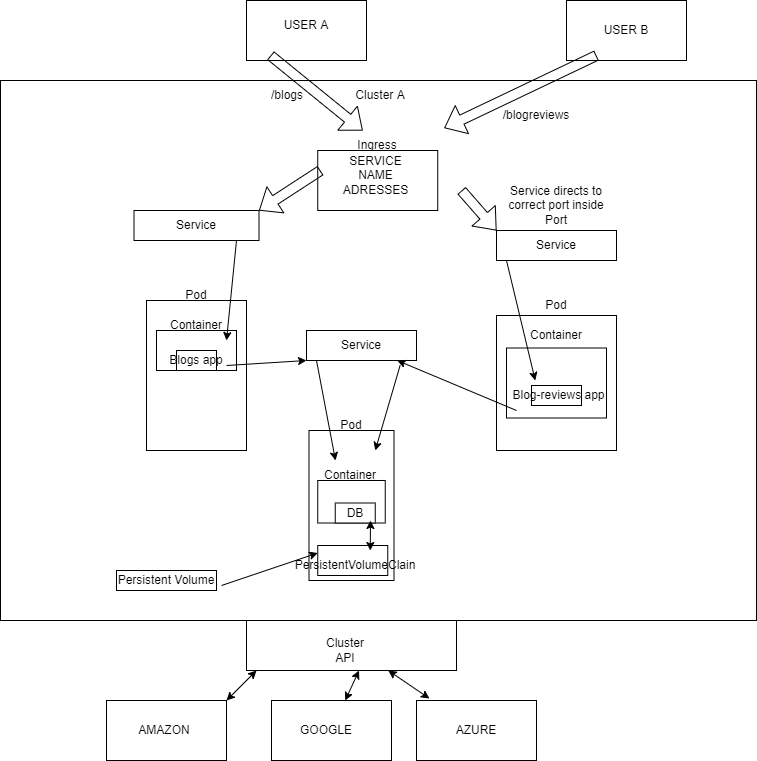 USER A
USER B
/blogs
Cluster A
/blogreviews
Ingress
SERVICE
NAME
ADRESSES
Service directs to
correct port inside
Port
Service
Service
Pod
Pod
Container
Container
Blogs app
Service
Blog-reviews app
Pod
Container
DB
PersistentVolumeClain
Persistent Volume
Cluster
API
AMAZON
GOOGLE
AZURE